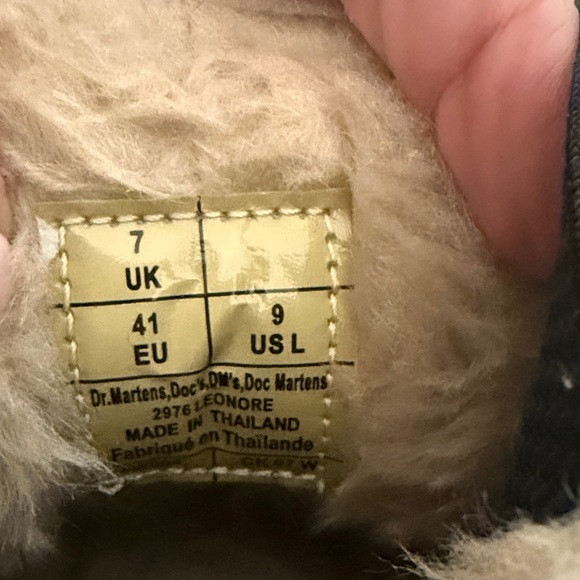 7
UK
41
EU
9
US L
Dr.Martens,Doc's,DM's,Doc Martens
2976 LEONORE
MADE IN THAILAND
Fabriqué en Thaïlande
W